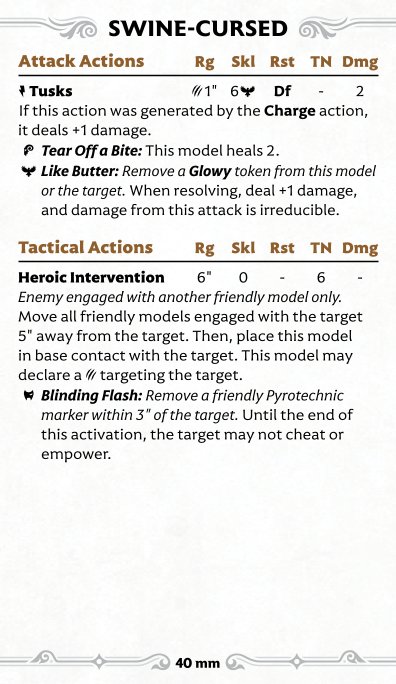 SWINE-CURSED
Attack Actions Rg Skl Rst TN Dmg
Tusks 1" 6 Df - 2
If this action was generated by the Charge action,
it deals +1 damage.
Tear Off a Bite: This model heals 2.
Like Butter: Remove a Glowy token from this model
or the target. When resolving, deal +1 damage,
and damage from this attack is irreducible.
Tactical Actions Rg Skl Rst TN Dmg
Heroic Intervention 6" 0 - 6 -
Enemy engaged with another friendly model only.
Move all friendly models engaged with the target
5" away from the target. Then, place this model
in base contact with the target. This model may
declare a targeting the target.
Blinding Flash: Remove a friendly Pyrotechnic
marker within 3" of the target. Until the end of
this activation, the target may not cheat or
empower.
40 mm